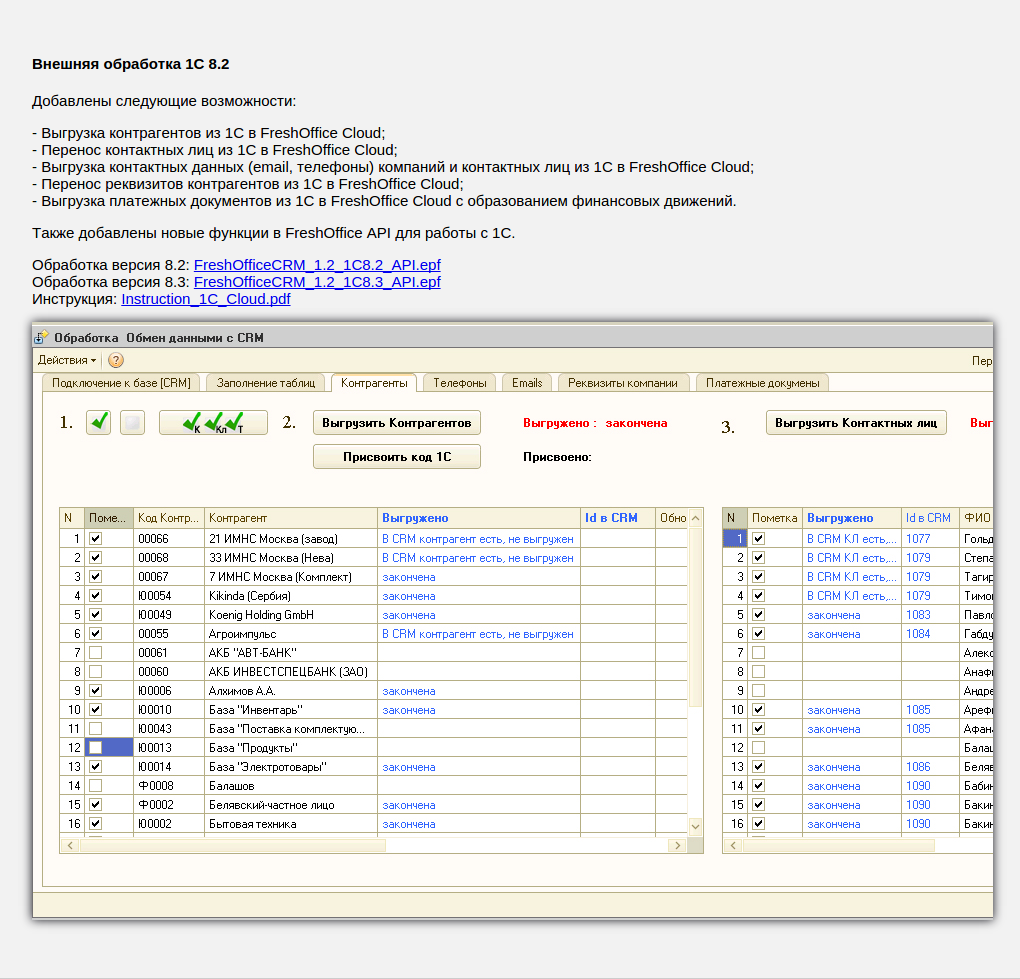 Внешняя обработка 1С 8.2
Добавлены следующие возможности:
- Выгрузка контрагентов из 1С в FreshOffice Cloud;
- Перенос контактных лиц из 1С в FreshOffice Cloud;
- Выгрузка контактных данных (email, телефоны) компаний и контактных лиц из 1С в FreshOffice Cloud;
- Перенос реквизитов контрагентов из 1С в FreshOffice Cloud;
- Выгрузка платежных документов из 1С в FreshOffice Cloud с образованием финансовых движений.
Также добавлены новые функции в FreshOffice API для работы с 1С.
Обработка версия 8.2: FreshOfficeCRM_1.2_1C8.2_API.epf
Обработка версия 8.3: FreshOfficeCRM_1.2_1C8.3_API.epf
Инструкция: Instruction_1C_Cloud.pdf
Обработка Обмен данными с CRM
Действия ? Пер
Подключение к базе [CRM] Заполнение таблиц Контрагенты Телефоны Emails Реквизиты компании Платежные докумены
1. К Кл Т 2. Выгрузить Контрагентов Выгружено : закончена 3. Выгрузить Контактных лиц Выг
Присвоить код 1С Присвоено:
N Поме... Код Контр... Контрагент Выгружено Id в CRM Обно N Пометка Выгружено Id в CRM ФИО
1 00066 21 ИМНС Москва (завод) В CRM контрагент есть, не выгружен 1 В CRM КЛ есть,... 1077 Гольд
2 00068 33 ИМНС Москва (Нева) В CRM контрагент есть, не выгружен 2 В CRM КЛ есть,... 1079 Степа
3 00067 7 ИМНС Москва (Комплект) закончена 3 В CRM КЛ есть,... 1079 Тагир
4 Ю00054 Kikinda (Сербия) закончена 4 В CRM КЛ есть,... 1079 Тимо
5 Ю00049 Koenig Holding GmbH закончена 5 закончена 1083 Павло
6 00055 Агроимпульс В CRM контрагент есть, не выгружен 6 закончена 1084 Габду
7 00061 АКБ "АВТ-БАНК" 7 Алекс
8 00060 АКБ ИНВЕСТСПЕЦБАНК (ЗАО) 8 Анаф
9 Ю00006 Алхимов А.А. закончена 9 Андре
10 Ю00010 База "Инвентарь" закончена 10 закончена 1085 Арефи
11 Ю00043 База "Поставка комплектую... 11 закончена 1085 Афана
12 Ю00013 База "Продукты" 12 Балаш
13 Ю00014 База "Электротовары" закончена 13 закончена 1086 Беляв
14 Ф0008 Балашов 14 закончена 1090 Бабин
15 Ф0002 Белявский-частное лицо закончена 15 закончена 1090 Бакин
16 Ю0002 Бытовая техника закончена 16 закончена 1090 Бакин